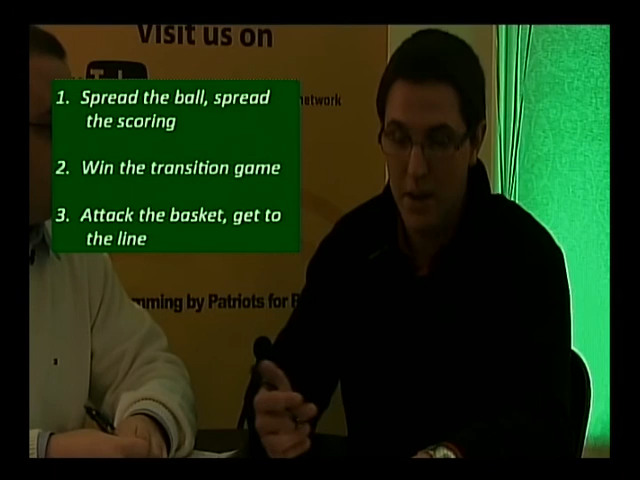 Visit us on
Tube
network
1. Spread the ball, spread
the scoring
2. Win the transition game
3. Attack the basket, get to
the line
mming by Patriots for P